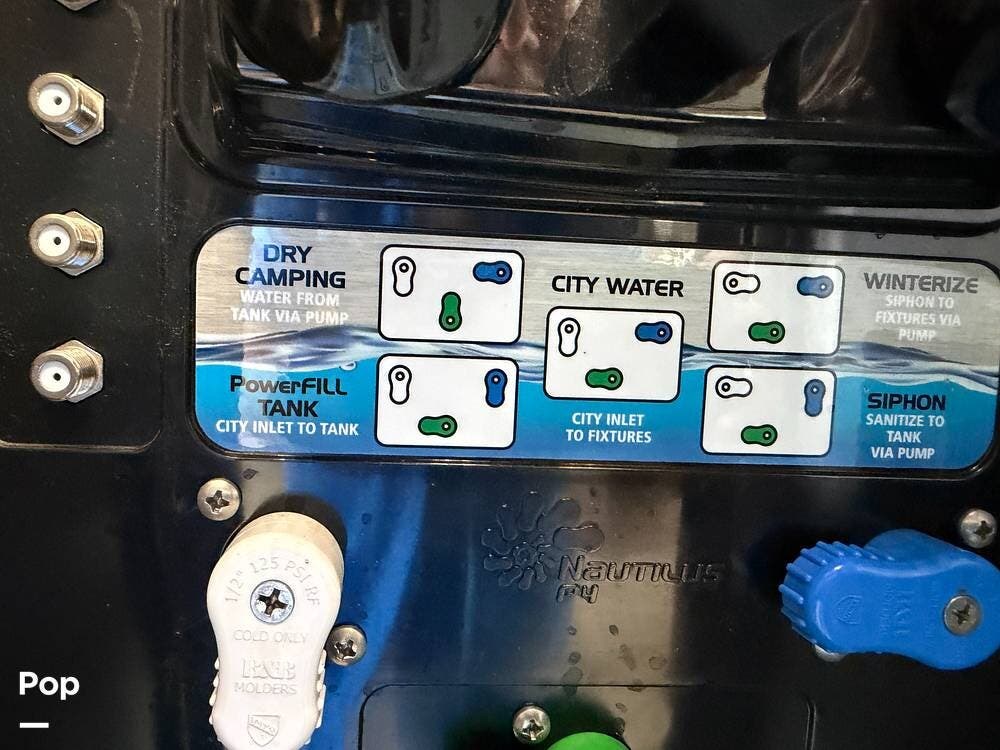 DRY
CAMPING
WATER FROM
TANK VIA PUMP
PowerFILL
TANK
CITY INLET TO TANK
CITY WATER
CITY INLET
TO FIXTURES
WINTERIZE
SIPHON TO
FIXTURES VIA
PUMP
SIPHON
SANITIZE TO
TANK
VIA PUMP
NAUTILUS
P4
1/2" 125 PSI-RF
COLD ONLY
MOLDERS
Pop